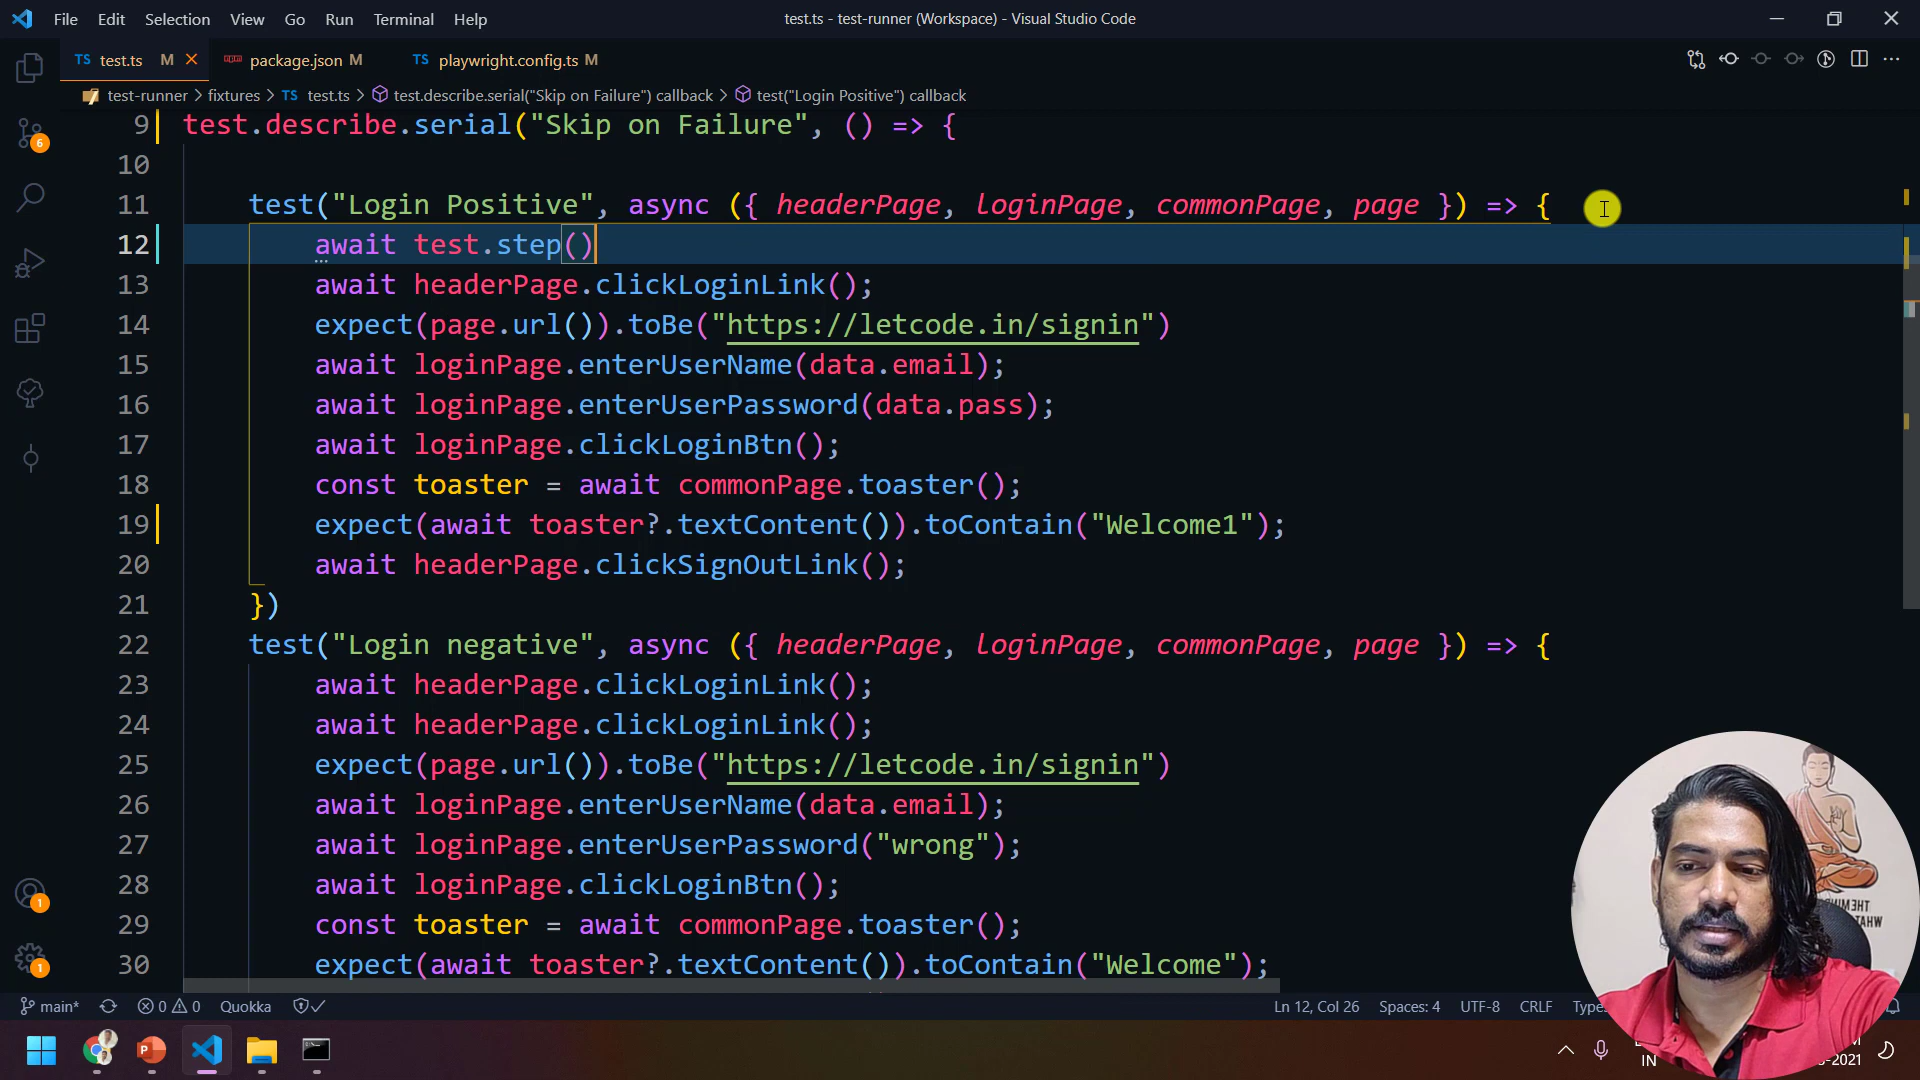 File Edit Selection View Go Run Terminal Help
test.ts - test-runner (Workspace) - Visual Studio Code
TS test.ts M package.json M TS playwright.config.ts M
test-runner > fixtures > TS test.ts > test.describe.serial("Skip on Failure") callback > test("Login Positive") callback
9 test.describe.serial("Skip on Failure", () => {
10
11 test("Login Positive", async ({ headerPage, loginPage, commonPage, page }) => {
12 await test.step()
13 await headerPage.clickLoginLink();
14 expect(page.url()).toBe("https://letcode.in/signin")
15 await loginPage.enterUserName(data.email);
16 await loginPage.enterUserPassword(data.pass);
17 await loginPage.clickLoginBtn();
18 const toaster = await commonPage.toaster();
19 expect(await toaster?.textContent()).toContain("Welcome1");
20 await headerPage.clickSignOutLink();
21 })
22 test("Login negative", async ({ headerPage, loginPage, commonPage, page }) => {
23 await headerPage.clickLoginLink();
24 await headerPage.clickLoginLink();
25 expect(page.url()).toBe("https://letcode.in/signin")
26 await loginPage.enterUserName(data.email);
27 await loginPage.enterUserPassword("wrong");
28 await loginPage.clickLoginBtn();
29 const toaster = await commonPage.toaster();
30 expect(await toaster?.textContent()).toContain("Welcome");
6
1
1
main* 0 0 Quokka Ln 12, Col 26 Spaces: 4 UTF-8 CRLF
IN
-2021